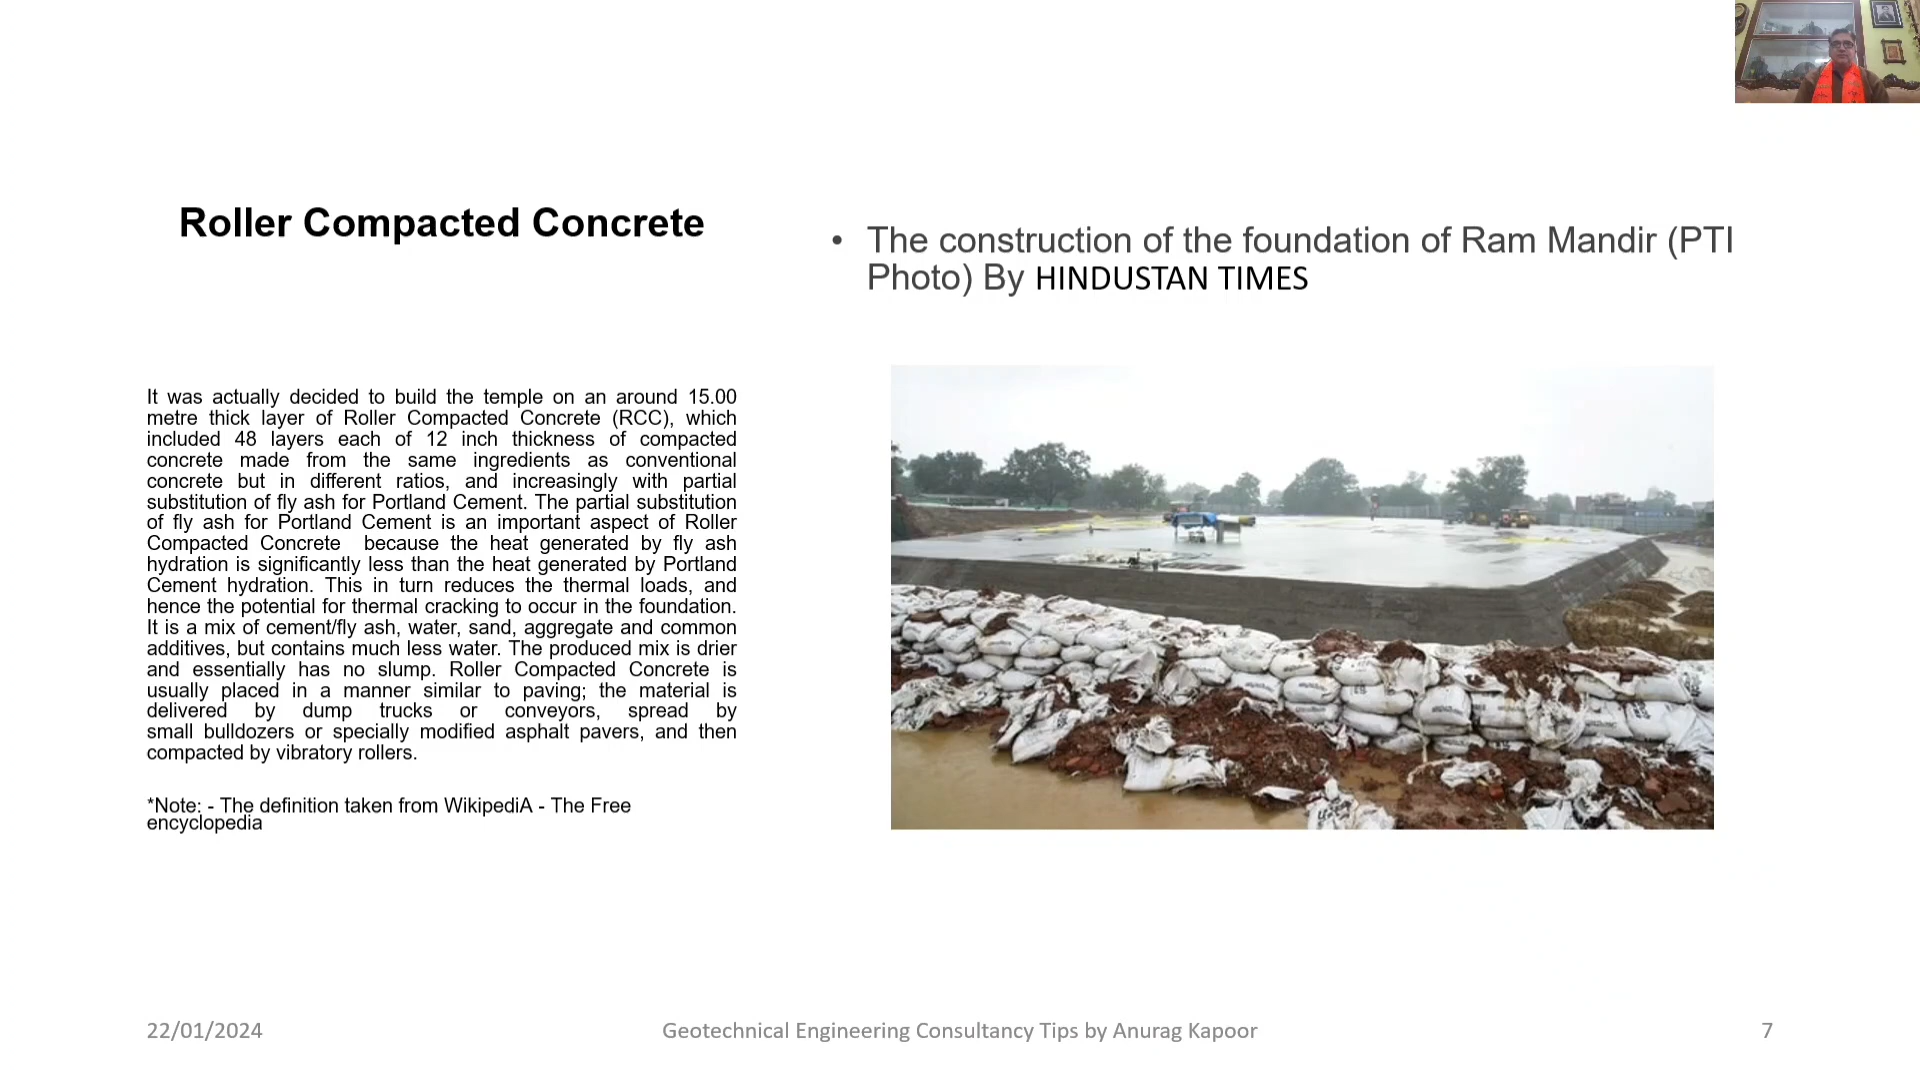 Roller Compacted Concrete
It was actually decided to build the temple on an around 15.00
metre thick layer of Roller Compacted Concrete (RCC), which
included 48 layers each of 12 inch thickness of compacted
concrete made from the same ingredients as conventional
concrete but in different ratios, and increasingly with partial
substitution of fly ash for Portland Cement. The partial substitution
of fly ash for Portland Cement is an important aspect of Roller
Compacted Concrete because the heat generated by fly ash
hydration is significantly less than the heat generated by Portland
Cement hydration. This in turn reduces the thermal loads, and
hence the potential for thermal cracking to occur in the foundation.
It is a mix of cement/fly ash, water, sand, aggregate and common
additives, but contains much less water. The produced mix is drier
and essentially has no slump. Roller Compacted Concrete is
usually placed in a manner similar to paving; the material is
delivered by dump trucks or conveyors, spread by
small bulldozers or specially modified asphalt pavers, and then
compacted by vibratory rollers.
*Note: - The definition taken from WikipediA - The Free
encyclopedia
• The construction of the foundation of Ram Mandir (PTI
Photo) By HINDUSTAN TIMES
22/01/2024
Geotechnical Engineering Consultancy Tips by Anurag Kapoor
7